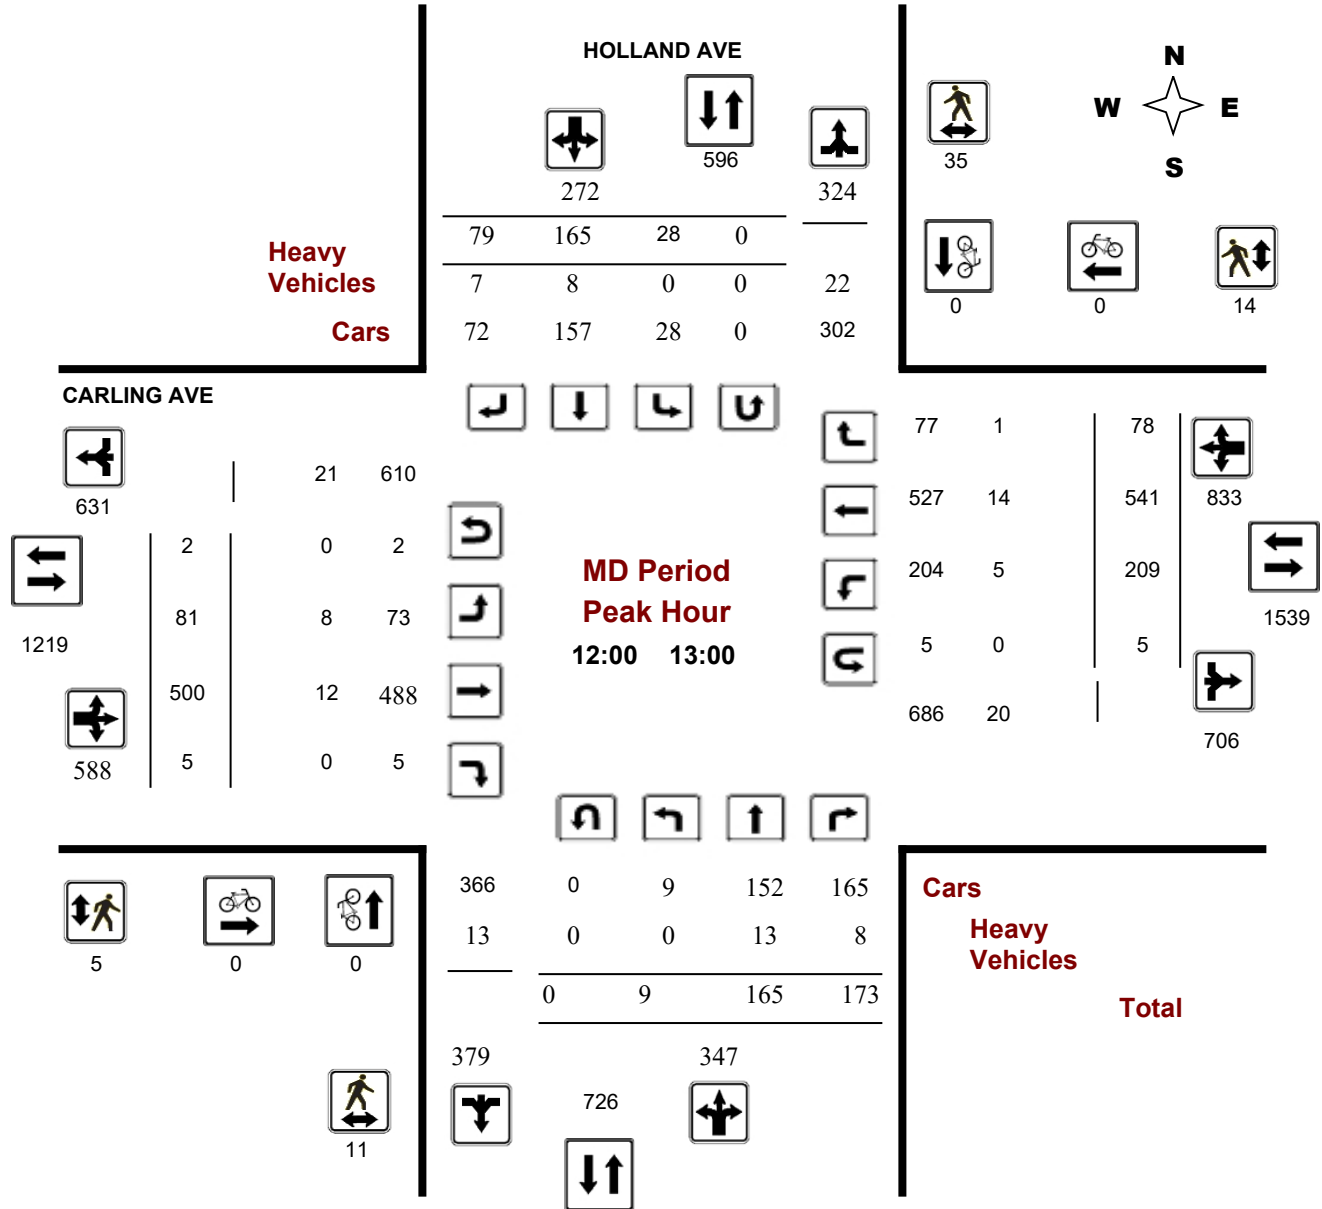 HOLLAND AVE
N
W E
S
596
35
272 324
79 165 28 0
Heavy
Vehicles
7 8 0 0 22
0 0 14
Cars
72 157 28 0 302
CARLING AVE
77 1 78
21 610
631
527 14 541 833
2 0 2
MD Period
204 5 209
Peak Hour
81 8 73
1539
1219
12:00 13:00
5 0 5
500 12 488
686 20
706
588 5 0 5
366 0 9 152 165
Cars
13 0 0 13 8
Heavy
Vehicles
5 0 0
0 9 165 173
Total
379 347
726
11